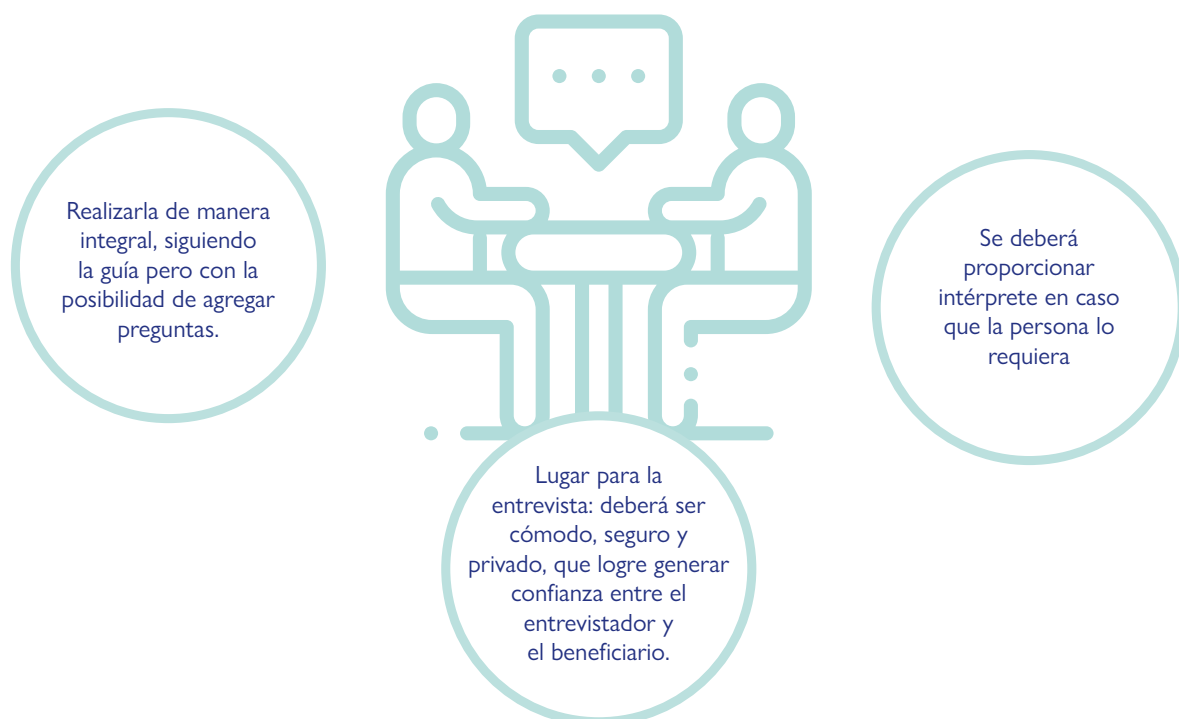 Realizarla de manera
integral, siguiendo
la guía pero con la
posibilidad de agregar
preguntas.
Se deberá
proporcionar
intérprete en caso
que la persona lo
requiera
Lugar para la
entrevista: deberá ser
cómodo, seguro y
privado, que logre generar
confianza entre el
entrevistador y
el beneficiario.